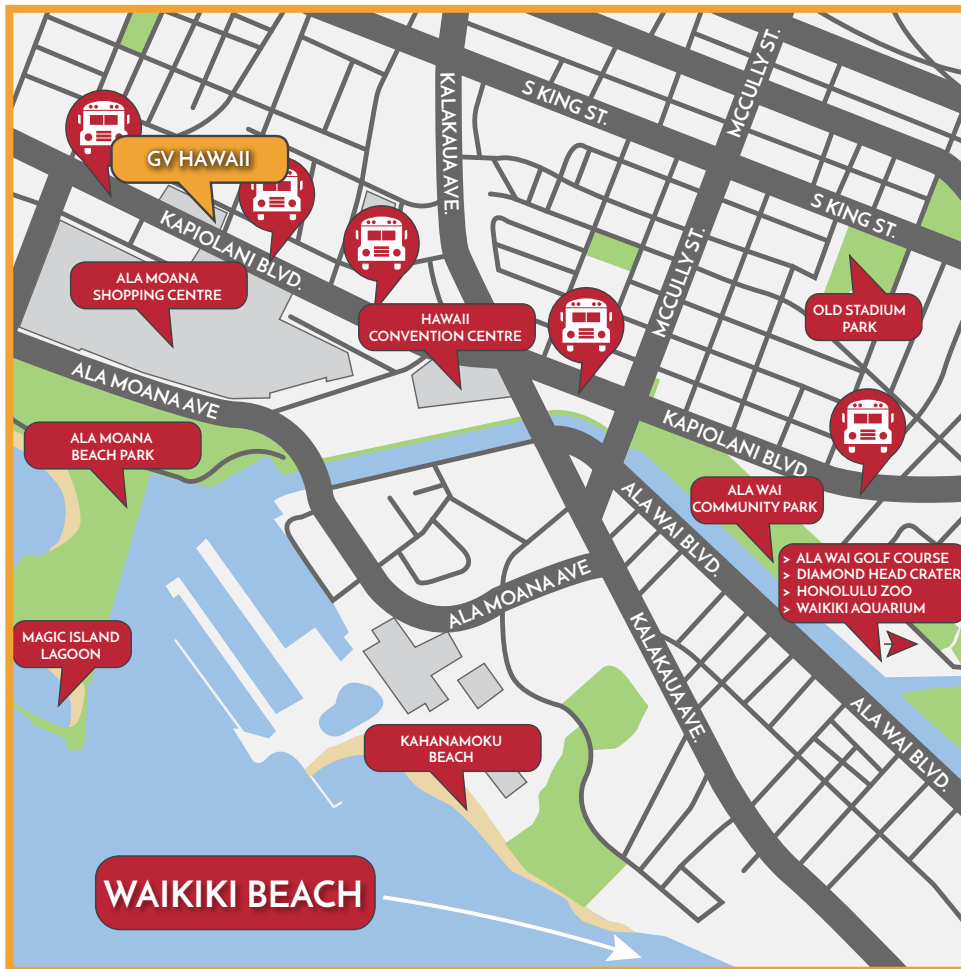 KALAKAUA AVE.
S KING ST.
MCCULLY ST.
GV HAWAII
S KING ST.
KAPIOLANI BLVD.
ALA MOANA
SHOPPING CENTRE
HAWAII
CONVENTION CENTRE
MCCULLY ST.
OLD STADIUM
PARK
ALA MOANA AVE
KAPIOLANI BLVD
ALA MOANA
BEACH PARK
ALA WAI
COMMUNITY PARK
ALA WAI BLVD.
> ALA WAI GOLF COURSE
> DIAMOND HEAD CRATER
> HONOLULU ZOO
> WAIKIKI AQUARIUM
ALA MOANA AVE
MAGIC ISLAND
LAGOON
KALAKAUA AVE.
ALA WAI BLVD.
KAHANAMOKU
BEACH
WAIKIKI BEACH